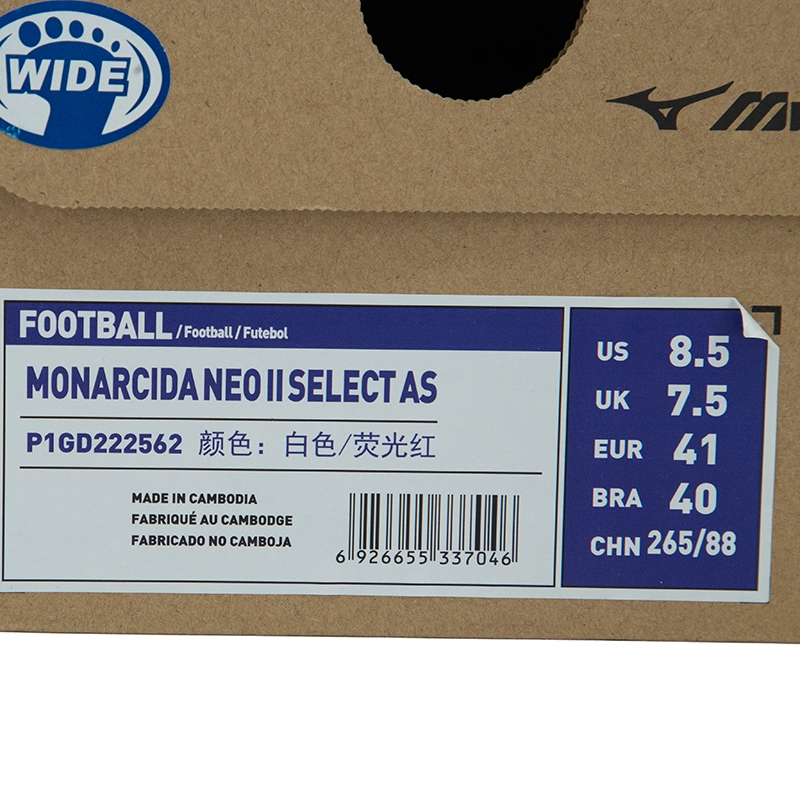 WIDE
FOOTBALL / Football / Futebol
MONARCIDA NEO II SELECT AS
P1GD222562 颜色：白色/荧光红
MADE IN CAMBODIA
FABRIQUÉ AU CAMBODGE
FABRICADO NO CAMBOJA
6 926655 337046
US 8.5
UK 7.5
EUR 41
BRA 40
CHN 265/88